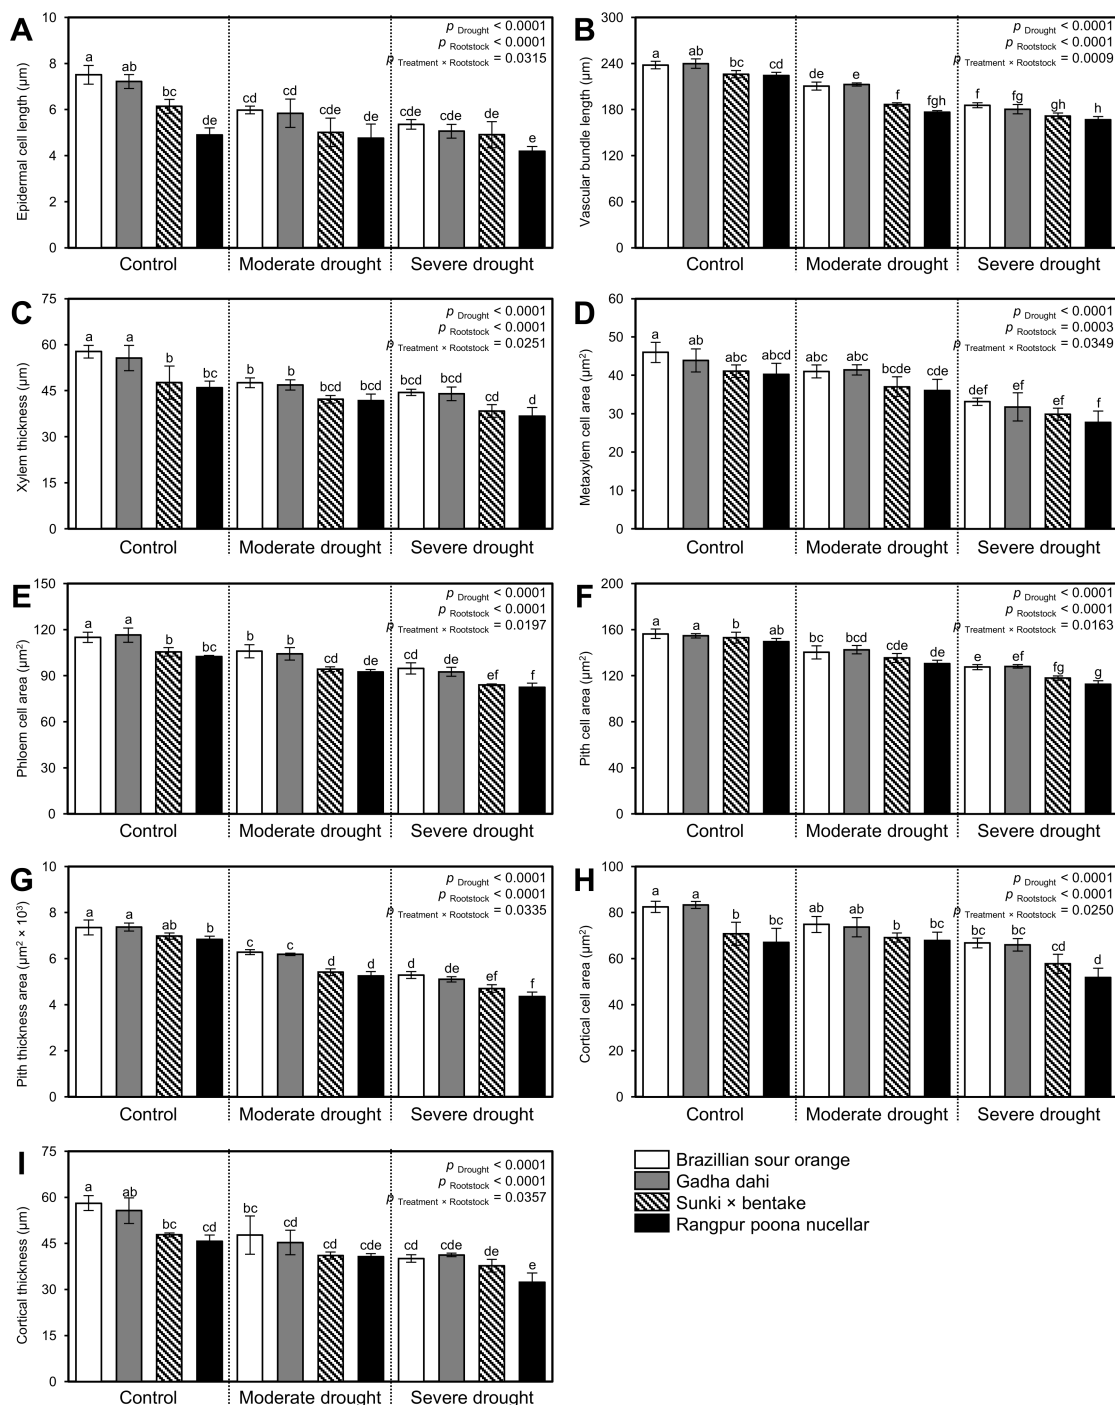 A
Epidermal cell length (µm)
10
8
6
4
2
0
p Drought < 0.0001
p Rootstock < 0.0001
p Treatment × Rootstock = 0.0315
a ab bc de cd cd cde de cde cde cde e
Control Moderate drought Severe drought
B
Vascular bundle length (µm)
300
240
180
120
60
0
p Drought < 0.0001
p Rootstock < 0.0001
p Treatment × Rootstock = 0.0009
a ab bc cd de e f fgh f fg gh h
Control Moderate drought Severe drought
C
Xylem thickness (µm)
75
60
45
30
15
0
p Drought < 0.0001
p Rootstock < 0.0001
p Treatment × Rootstock = 0.0251
a a b bc b b bcd bcd bcd bcd cd d
Control Moderate drought Severe drought
D
Metaxylem cell area (µm²)
60
50
40
30
20
10
0
p Drought < 0.0001
p Rootstock = 0.0003
p Treatment × Rootstock = 0.0349
a ab abc abcd abc abc bcde cde def ef ef f
Control Moderate drought Severe drought
E
Phloem cell area (µm²)
150
120
90
60
30
0
p Drought < 0.0001
p Rootstock < 0.0001
p Treatment × Rootstock = 0.0197
a a b bc b b cd de cd de ef f
Control Moderate drought Severe drought
F
Pith cell area (µm²)
200
160
120
80
40
0
p Drought < 0.0001
p Rootstock < 0.0001
p Treatment × Rootstock = 0.0163
a a a ab bc bcd cde de e ef fg g
Control Moderate drought Severe drought
G
Pith thickness area (µm² × 10³)
10
8
6
4
2
0
p Drought < 0.0001
p Rootstock < 0.0001
p Treatment × Rootstock = 0.0335
a a ab b c c d d d de ef f
Control Moderate drought Severe drought
H
Cortical cell area (µm²)
100
80
60
40
20
0
p Drought < 0.0001
p Rootstock < 0.0001
p Treatment × Rootstock = 0.0250
a a b bc ab ab b bc bc bc cd d
Control Moderate drought Severe drought
I
Cortical thickness (µm)
75
60
45
30
15
0
p Drought < 0.0001
p Rootstock < 0.0001
p Treatment × Rootstock = 0.0357
a ab bc cd bc cd cd cde cd cde de e
Control Moderate drought Severe drought
Brazillian sour orange
Gadha dahi
Sunki × bentake
Rangpur poona nucellar